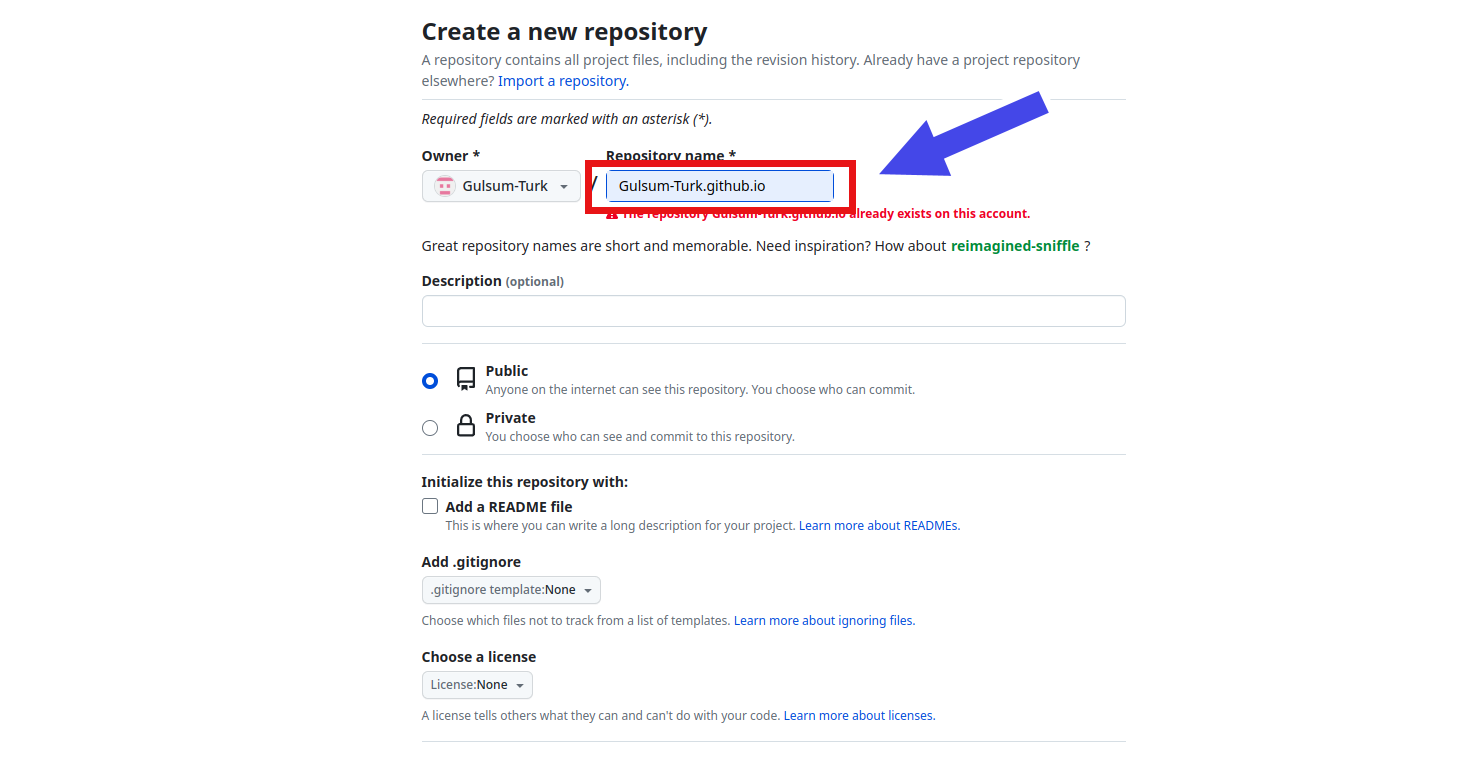 Create a new repository
A repository contains all project files, including the revision history. Already have a project repository
elsewhere? Import a repository.
Required fields are marked with an asterisk (*).
Owner * Repository name *
Gulsum-Turk / Gulsum-Turk.github.io
The repository Gulsum-Turk.github.io already exists on this account.
Great repository names are short and memorable. Need inspiration? How about reimagined-sniffle ?
Description (optional)
Public
Anyone on the internet can see this repository. You choose who can commit.
Private
You choose who can see and commit to this repository.
Initialize this repository with:
Add a README file
This is where you can write a long description for your project. Learn more about READMEs.
Add .gitignore
.gitignore template:None
Choose which files not to track from a list of templates. Learn more about ignoring files.
Choose a license
License:None
A license tells others what they can and can't do with your code. Learn more about licenses.